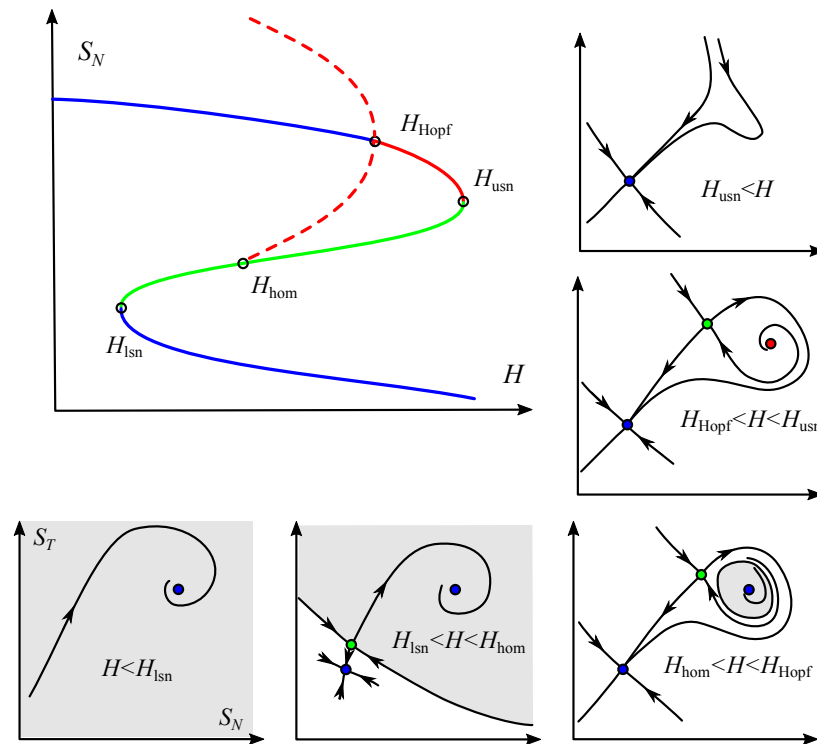 S_N
H_Hopf
H_usn
H_hom
H_lsn
H
H_usn<H
H_Hopf<H<H_usn
S_T
H<H_lsn
S_N
H_lsn<H<H_hom
H_hom<H<H_Hopf